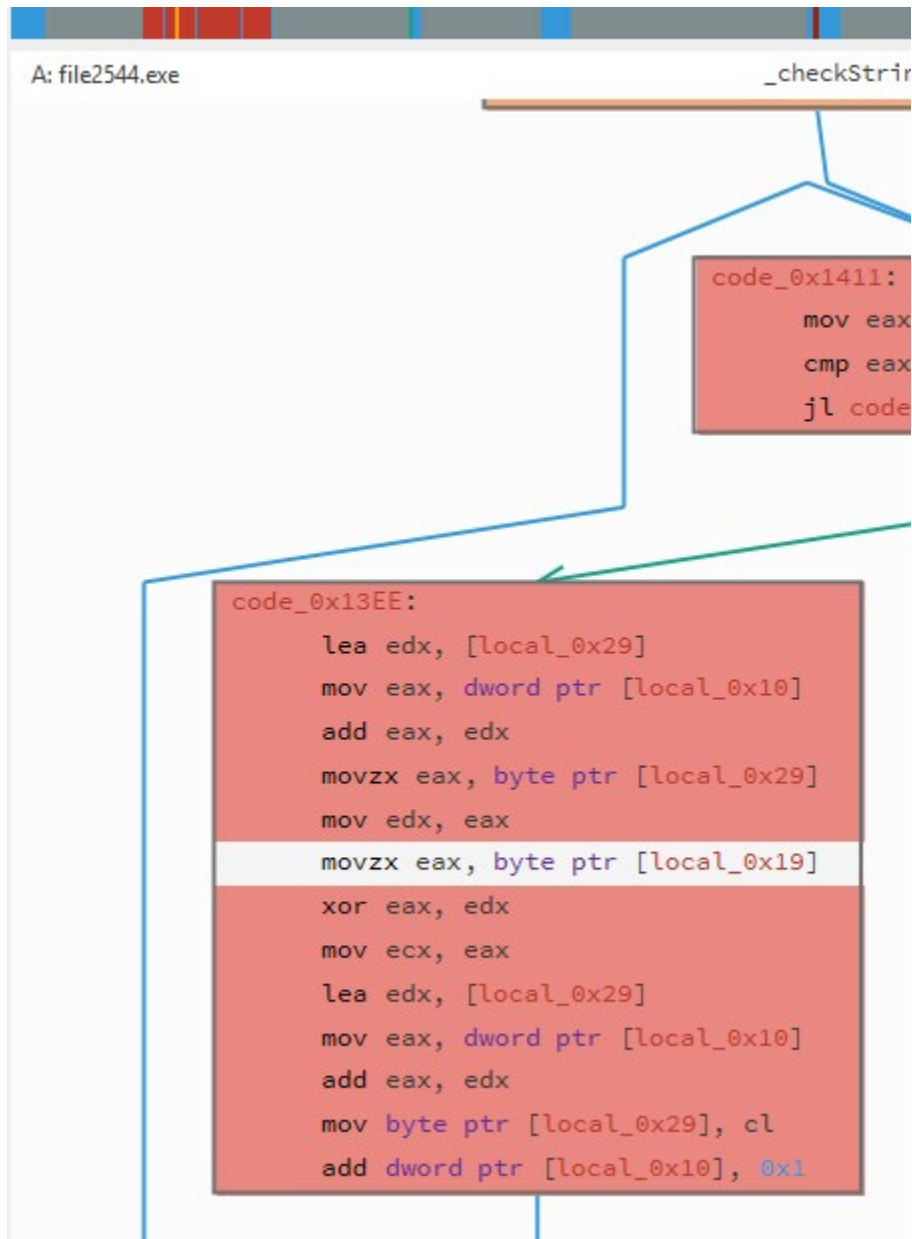 A: file2544.exe
_checkStrin
code_0x1411:
mov eax
cmp eax
jl code
code_0x13EE:
lea edx, [local_0x29]
mov eax, dword ptr [local_0x10]
add eax, edx
movzx eax, byte ptr [local_0x29]
mov edx, eax
movzx eax, byte ptr [local_0x19]
xor eax, edx
mov ecx, eax
lea edx, [local_0x29]
mov eax, dword ptr [local_0x10]
add eax, edx
mov byte ptr [local_0x29], cl
add dword ptr [local_0x10], 0x1